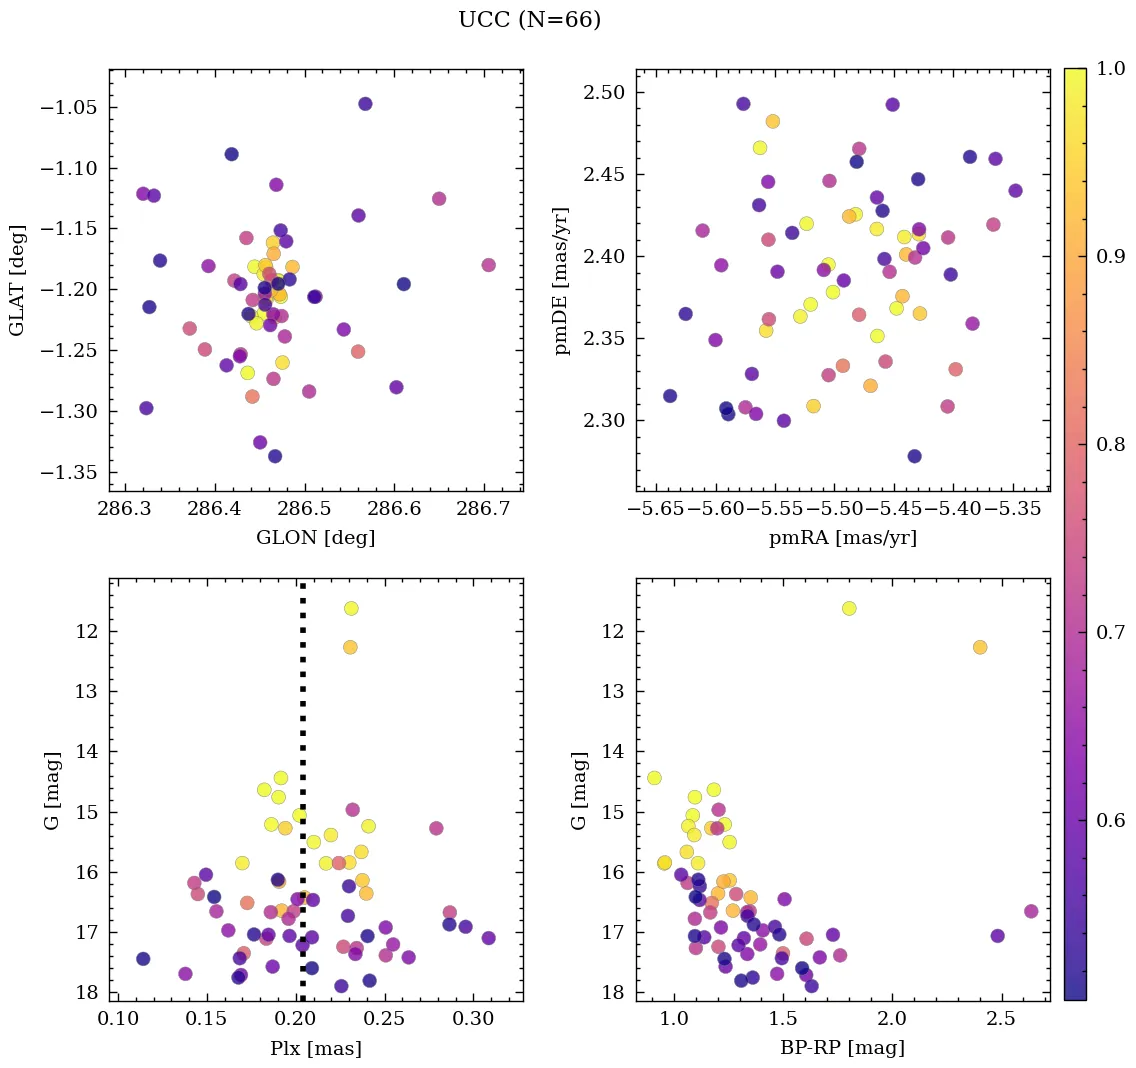 UCC (N=66)
−1.05
−1.10
−1.15
−1.20
−1.25
−1.30
−1.35
GLAT [deg]
286.3 286.4 286.5 286.6 286.7
GLON [deg]
2.50
2.45
2.40
2.35
2.30
pmDE [mas/yr]
−5.65 −5.60 −5.55 −5.50 −5.45 −5.40 −5.35
pmRA [mas/yr]
12
13
14
15
16
17
18
G [mag]
0.10 0.15 0.20 0.25 0.30
Plx [mas]
12
13
14
15
16
17
18
G [mag]
1.0 1.5 2.0 2.5
BP-RP [mag]
1.0
0.9
0.8
0.7
0.6